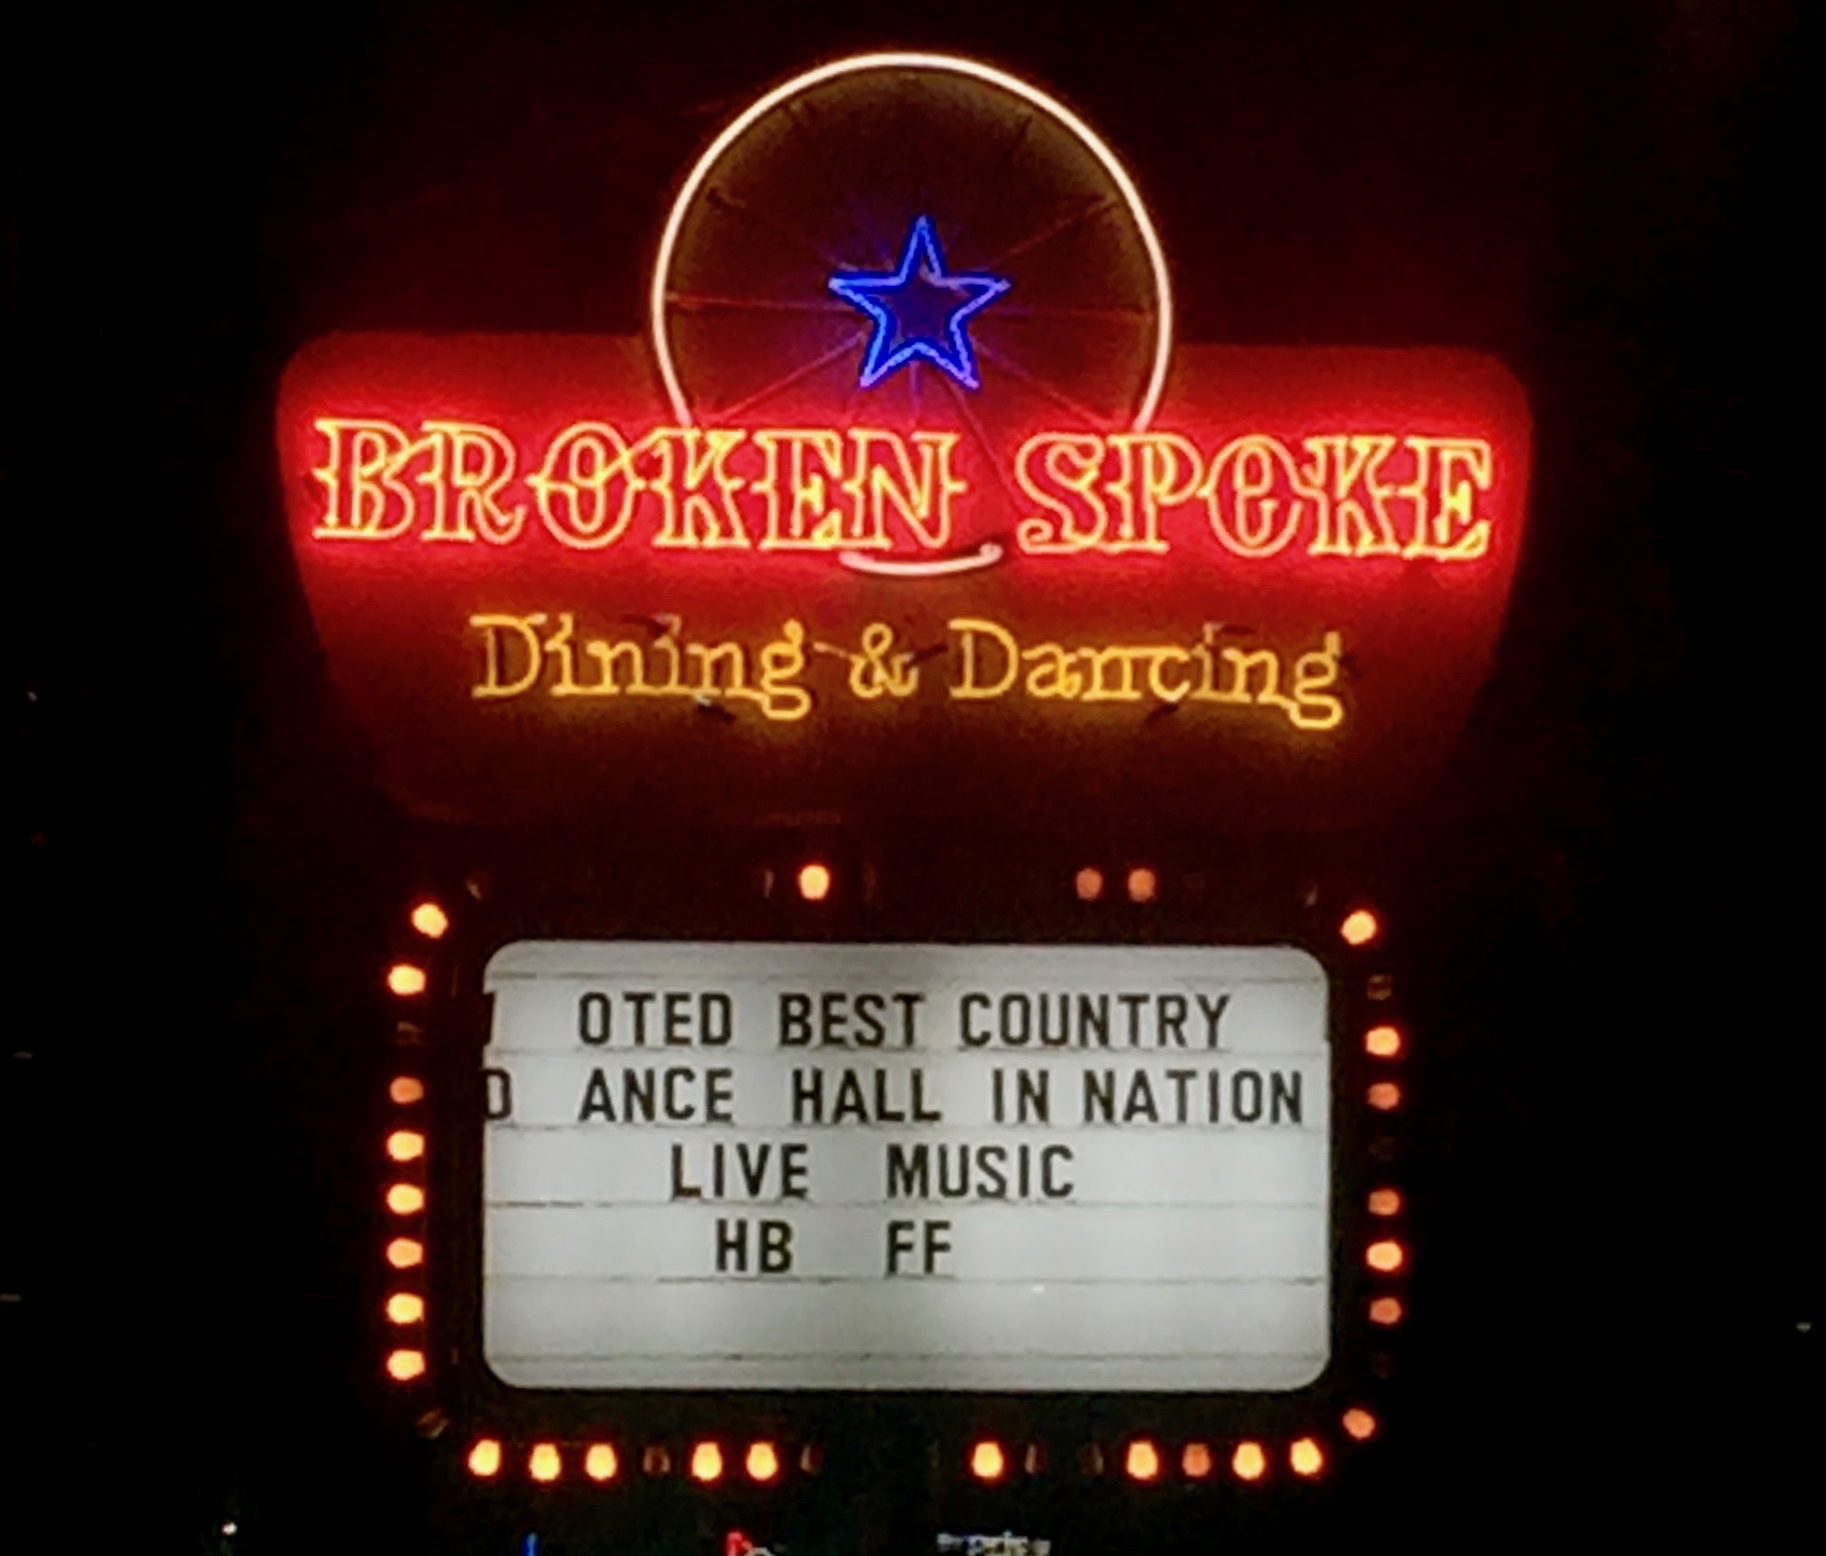 BROKEN SPOKE
Dining & Dancing
OTED BEST COUNTRY
D ANCE HALL IN NATION
LIVE MUSIC
HB FF